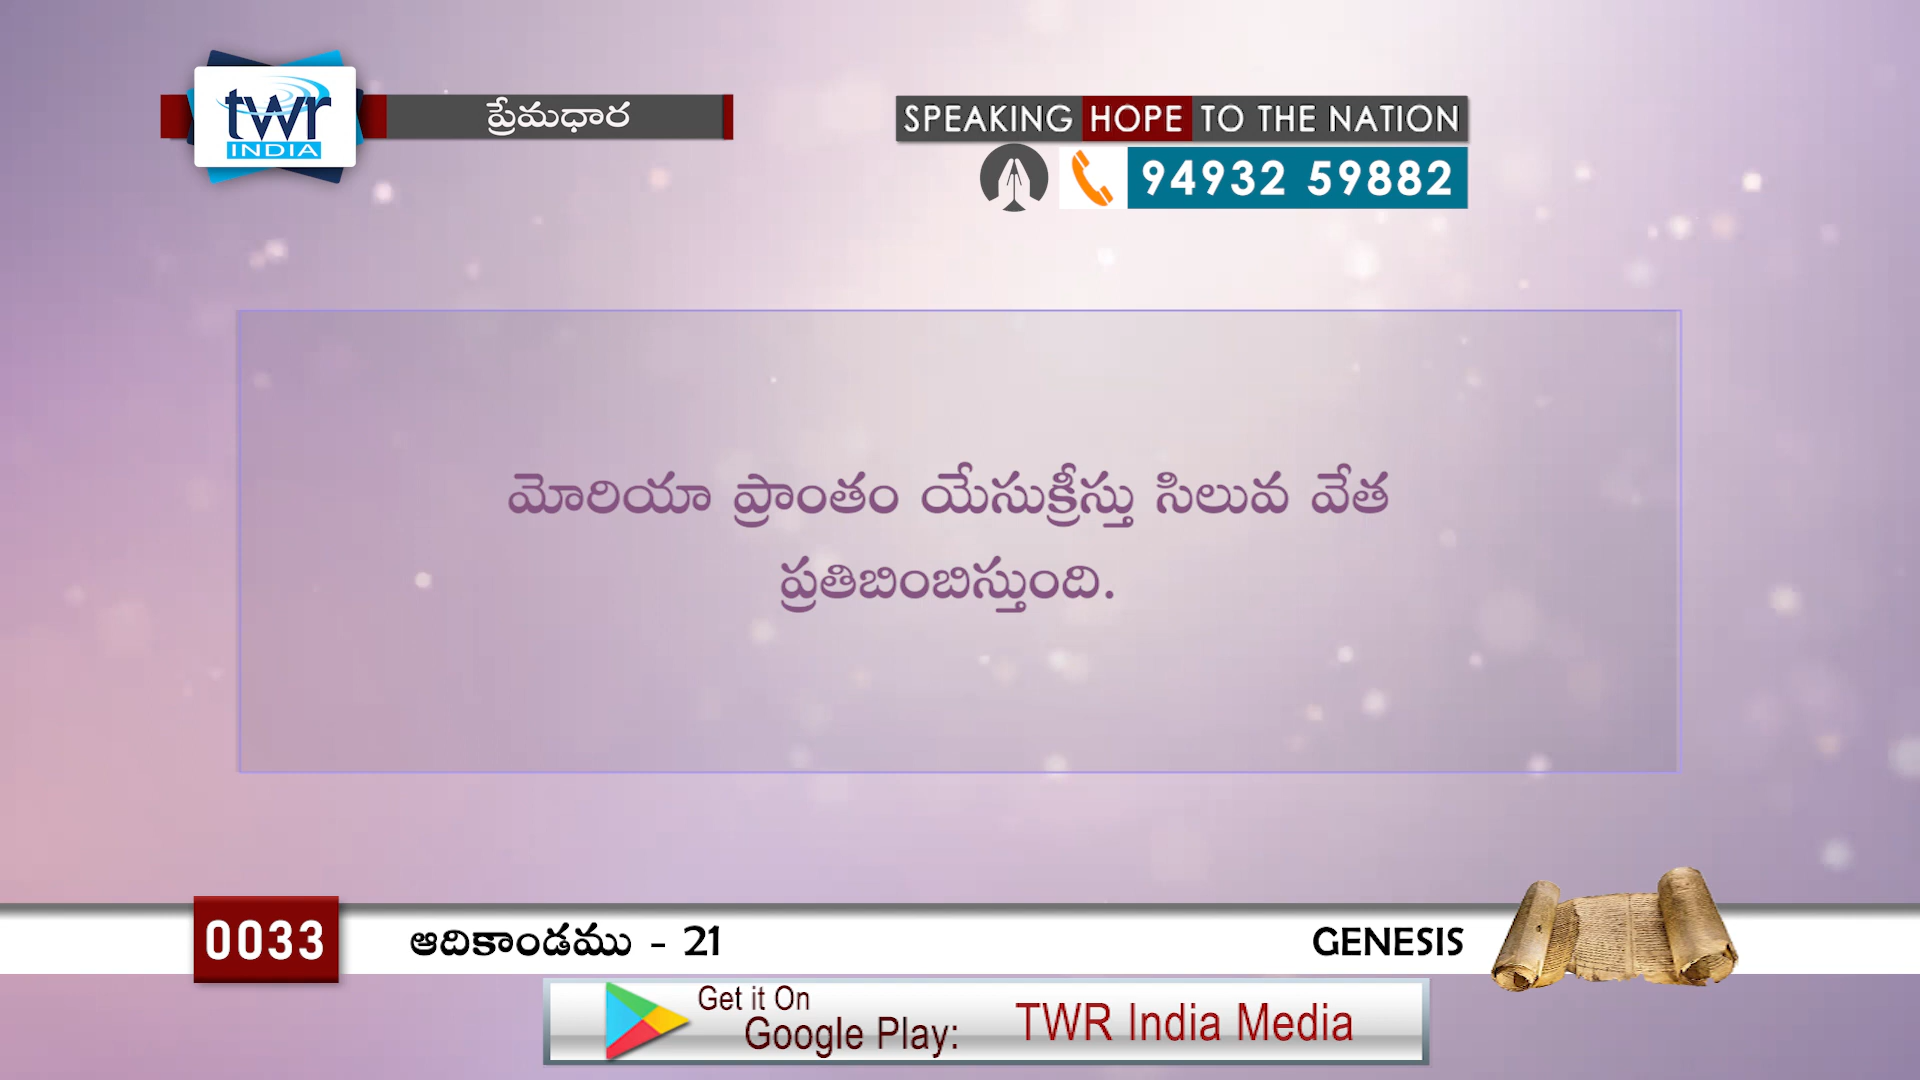 twr
INDIA
ప్రేమధార
SPEAKING HOPE TO THE NATION
94932 59882
మోరియా ప్రాంతం యేసుక్రీస్తు సిలువ వేత
ప్రతిబింబిస్తుంది.
0033
ఆదికాండము - 21
GENESIS
Get it On
Google Play:
TWR India Media